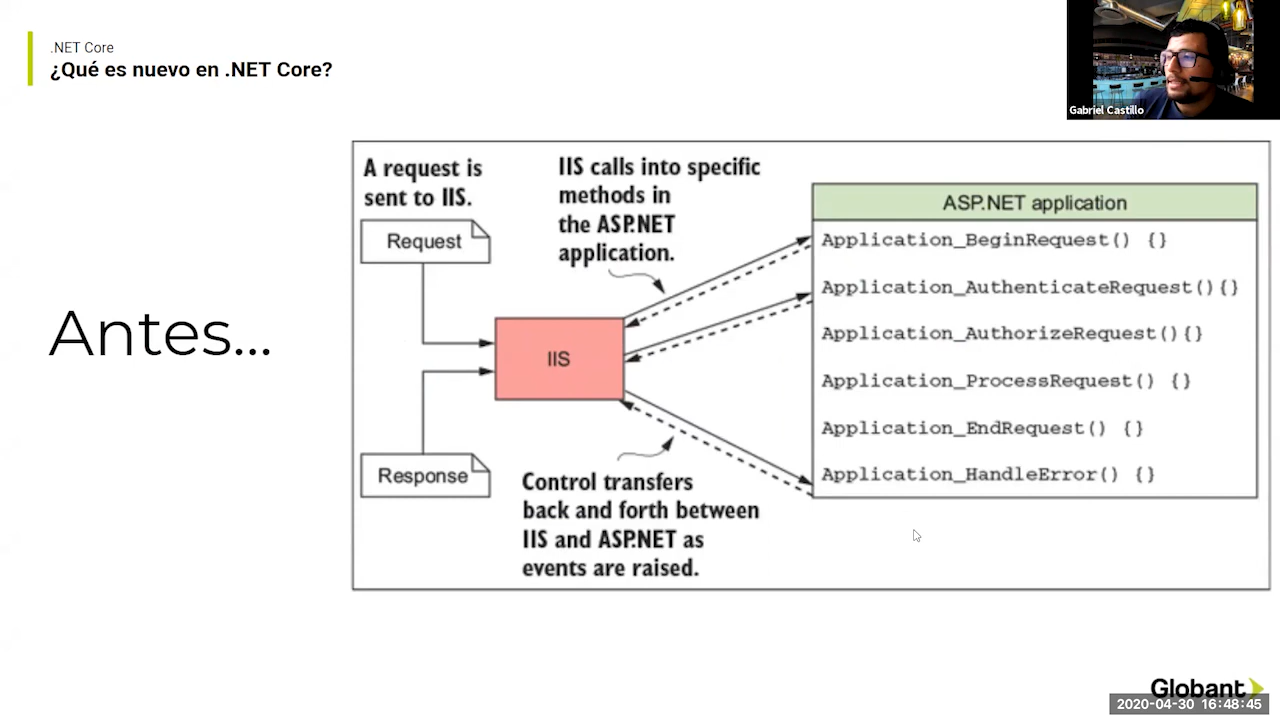 .NET Core
¿Qué es nuevo en .NET Core?
Gabriel Castillo
Antes...
A request is
sent to IIS.
Request
IIS
Response
IIS calls into specific
methods in
the ASP.NET
application.
Control transfers
back and forth between
IIS and ASP.NET as
events are raised.
ASP.NET application
Application_BeginRequest() {}
Application_AuthenticateRequest(){}
Application_AuthorizeRequest(){}
Application_ProcessRequest() {}
Application_EndRequest() {}
Application_HandleError() {}
Globant
2020-04-30 16:48:45